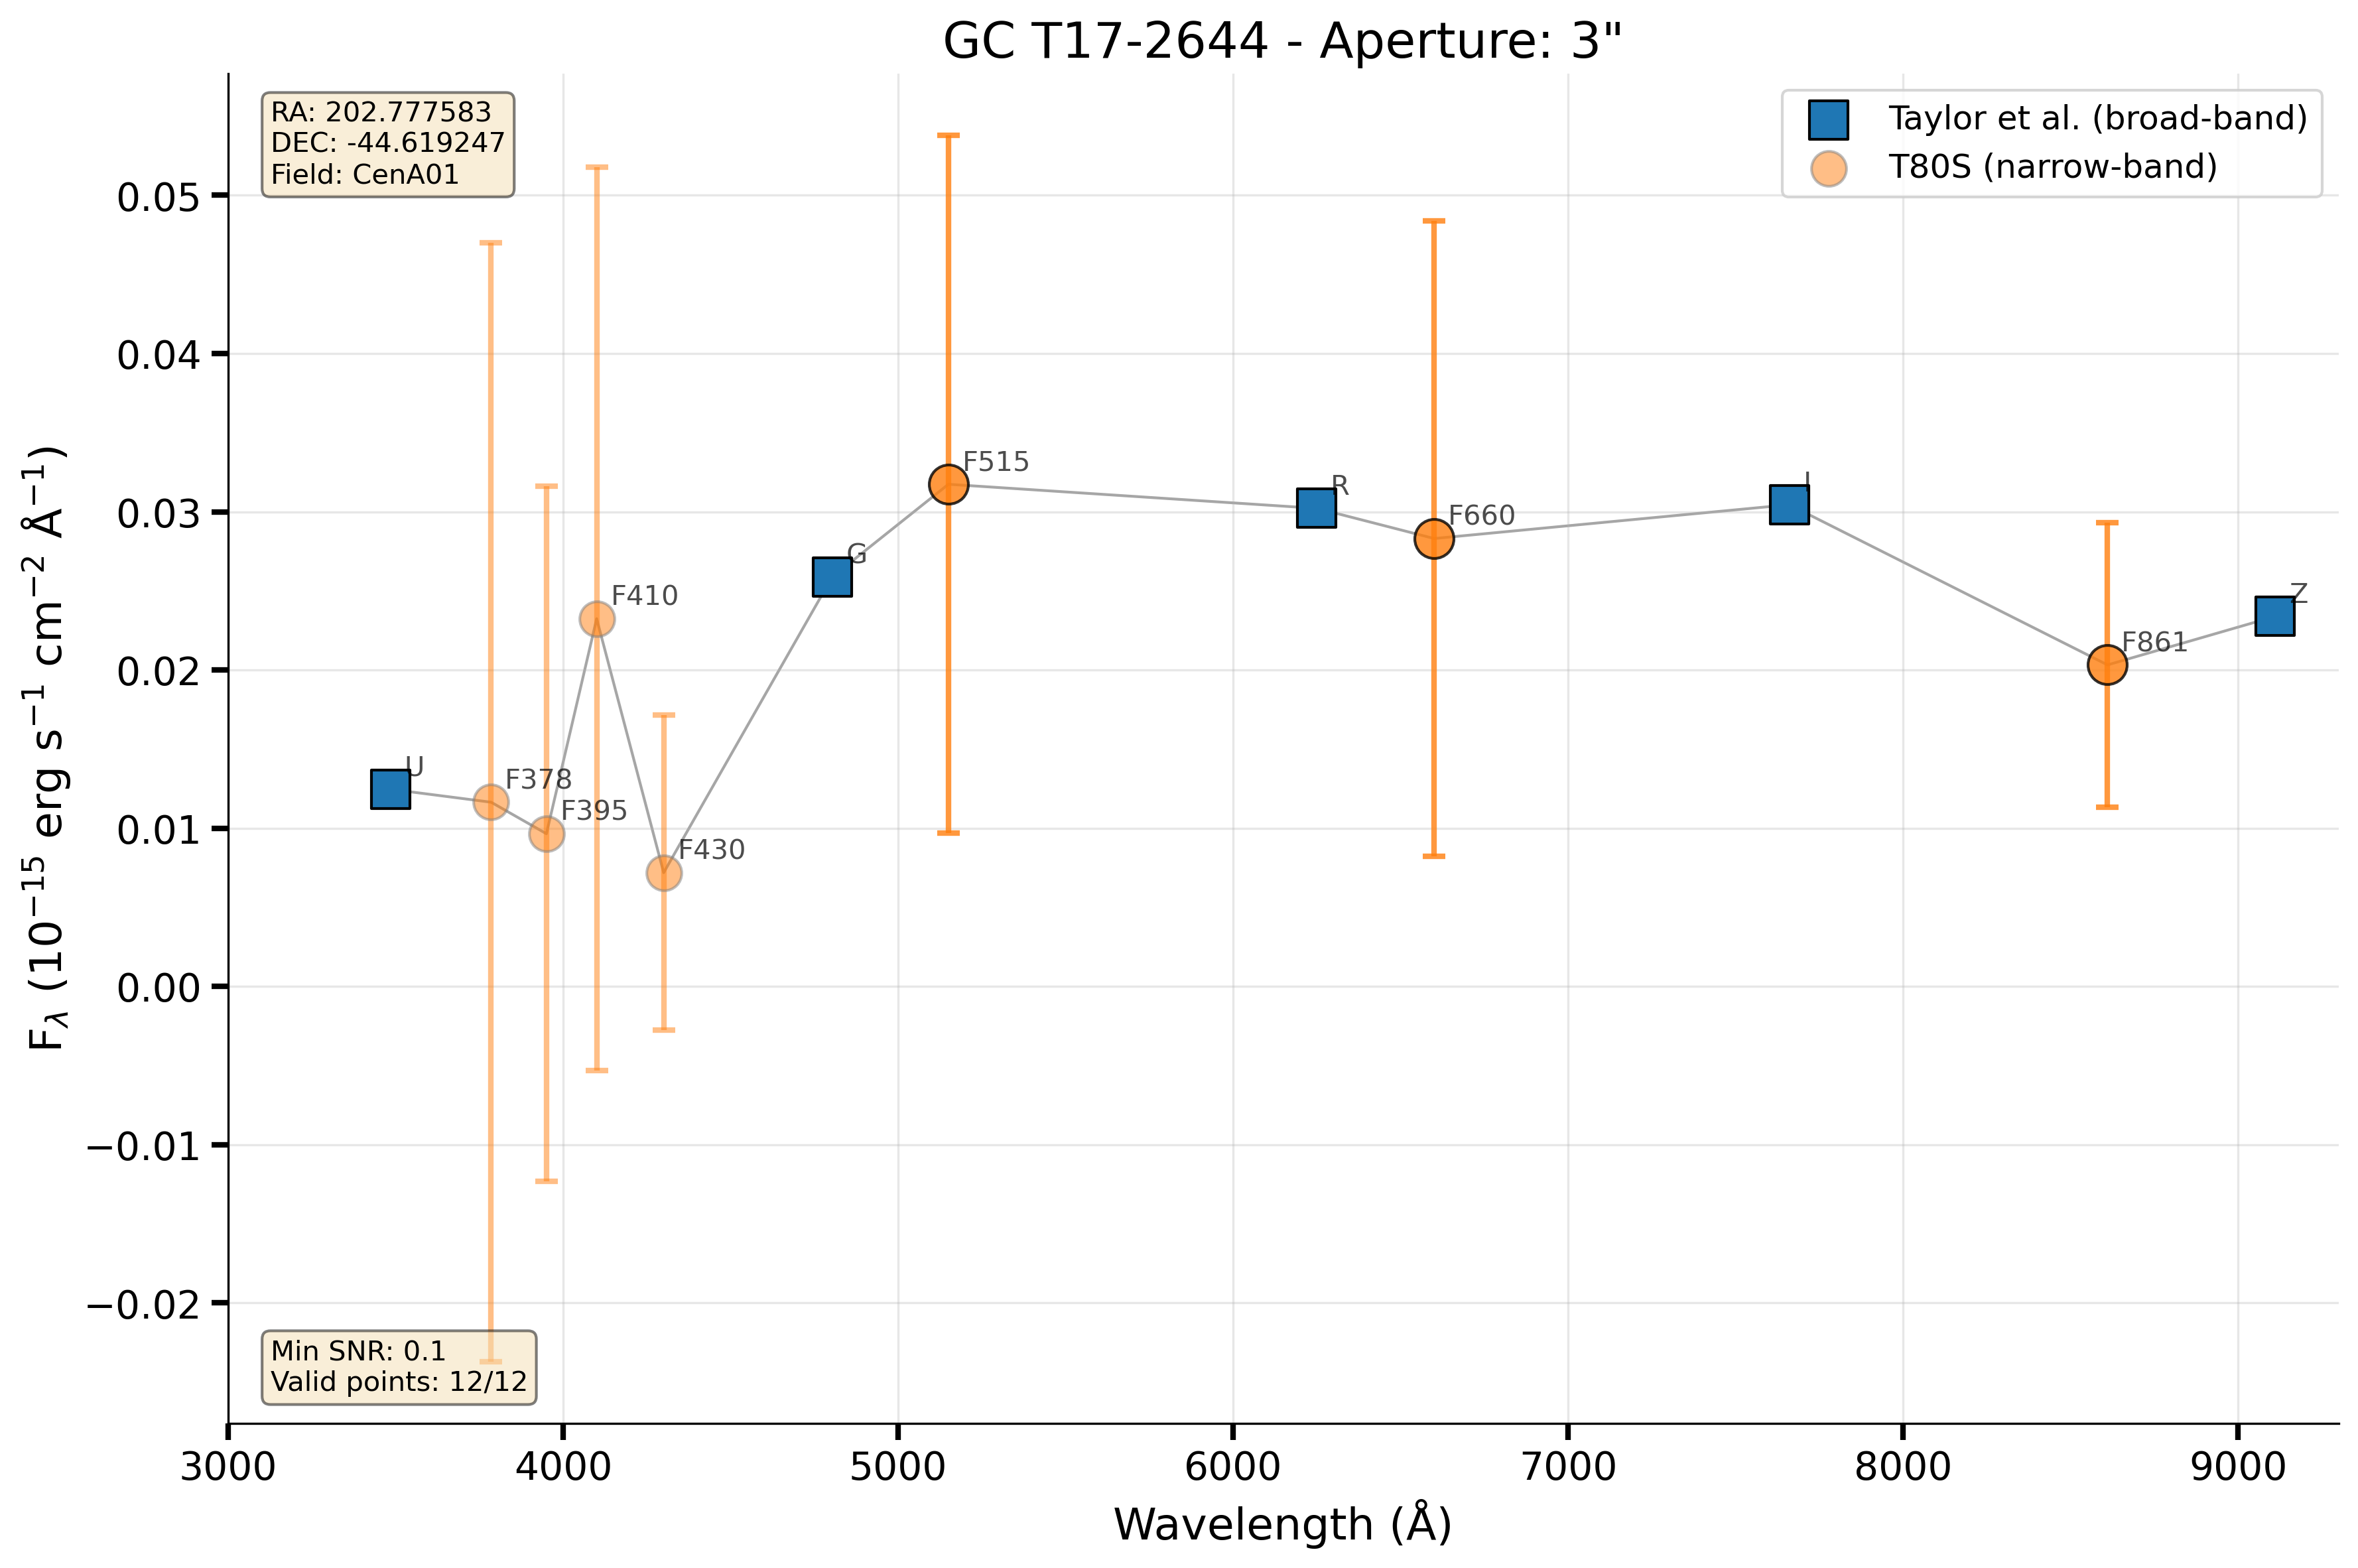 GC T17-2644 - Aperture: 3"
RA: 202.777583
DEC: -44.619247
Field: CenA01
Taylor et al. (broad-band)
T80S (narrow-band)
F_λ (10⁻¹⁵ erg s⁻¹ cm⁻² Å⁻¹)
0.05
0.04
0.03
0.02
0.01
0.00
−0.01
−0.02
U
F378
F395
F410
F430
G
F515
R
F660
I
F861
Z
Min SNR: 0.1
Valid points: 12/12
3000 4000 5000 6000 7000 8000 9000
Wavelength (Å)